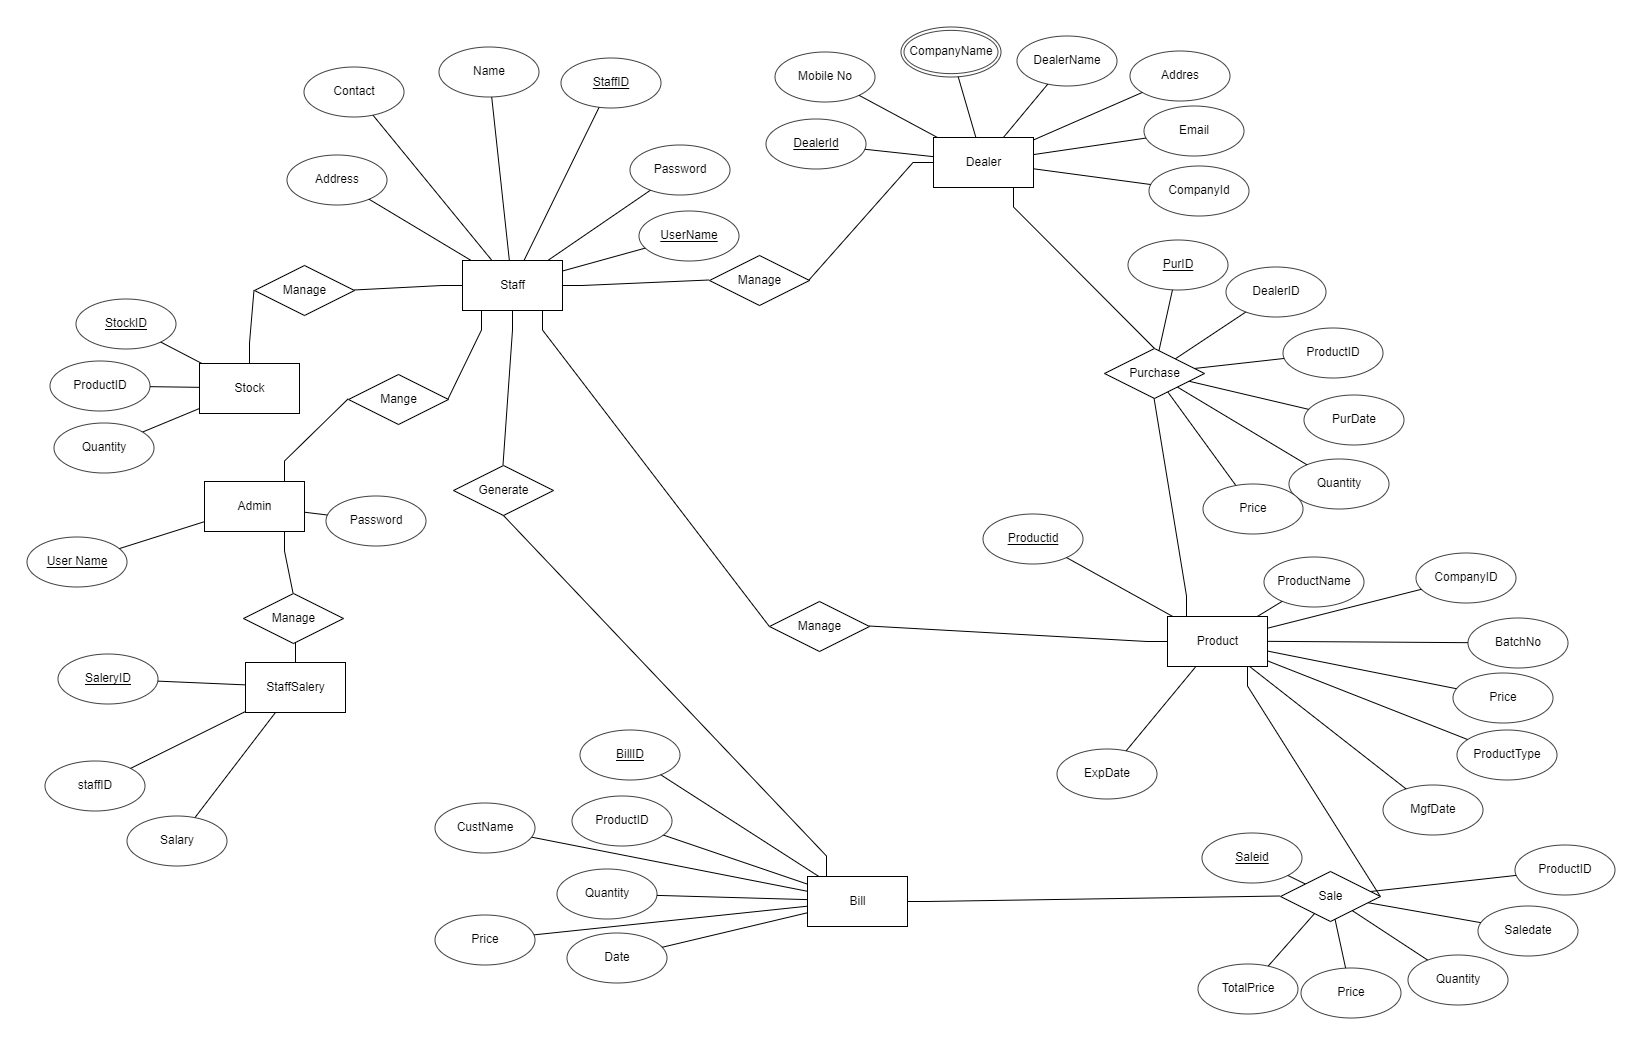 CompanyName
DealerName
Name
Mobile No
Addres
StaffID
Contact
Email
DealerId
Dealer
Password
Address
CompanyId
UserName
PurID
Manage
Staff
Manage
DealerID
StockID
ProductID
Purchase
ProductID
Stock
Mange
PurDate
Quantity
Generate
Quantity
Admin
Price
Password
Productid
User Name
ProductName
CompanyID
Manage
Manage
Product
BatchNo
SaleryID
StaffSalery
Price
BillID
ProductType
ExpDate
staffID
MgfDate
ProductID
CustName
Salary
Saleid
ProductID
Quantity
Sale
Bill
Saledate
Price
Date
Quantity
TotalPrice
Price